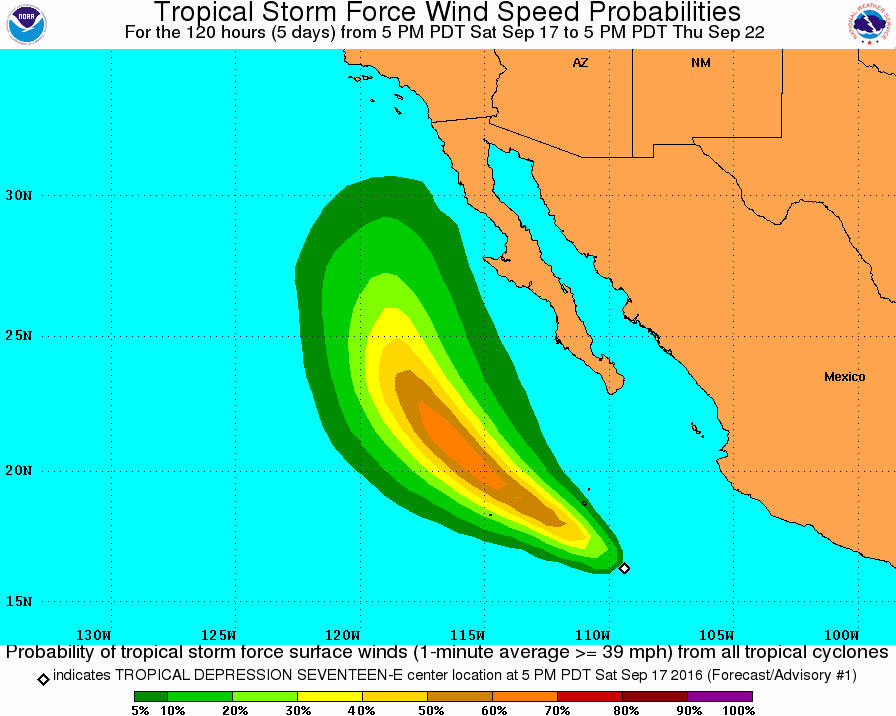 Tropical Storm Force Wind Speed Probabilities
For the 120 hours (5 days) from 5 PM PDT Sat Sep 17 to 5 PM PDT Thu Sep 22
NOAA
NATIONAL WEATHER SERVICE
AZ NM
30N
25N
Mexico
20N
15N
130W 125W 120W 115W 110W 105W 100W
Probability of tropical storm force surface winds (1-minute average >= 39 mph) from all tropical cyclones
indicates TROPICAL DEPRESSION SEVENTEEN-E center location at 5 PM PDT Sat Sep 17 2016 (Forecast/Advisory #1)
5% 10% 20% 30% 40% 50% 60% 70% 80% 90% 100%